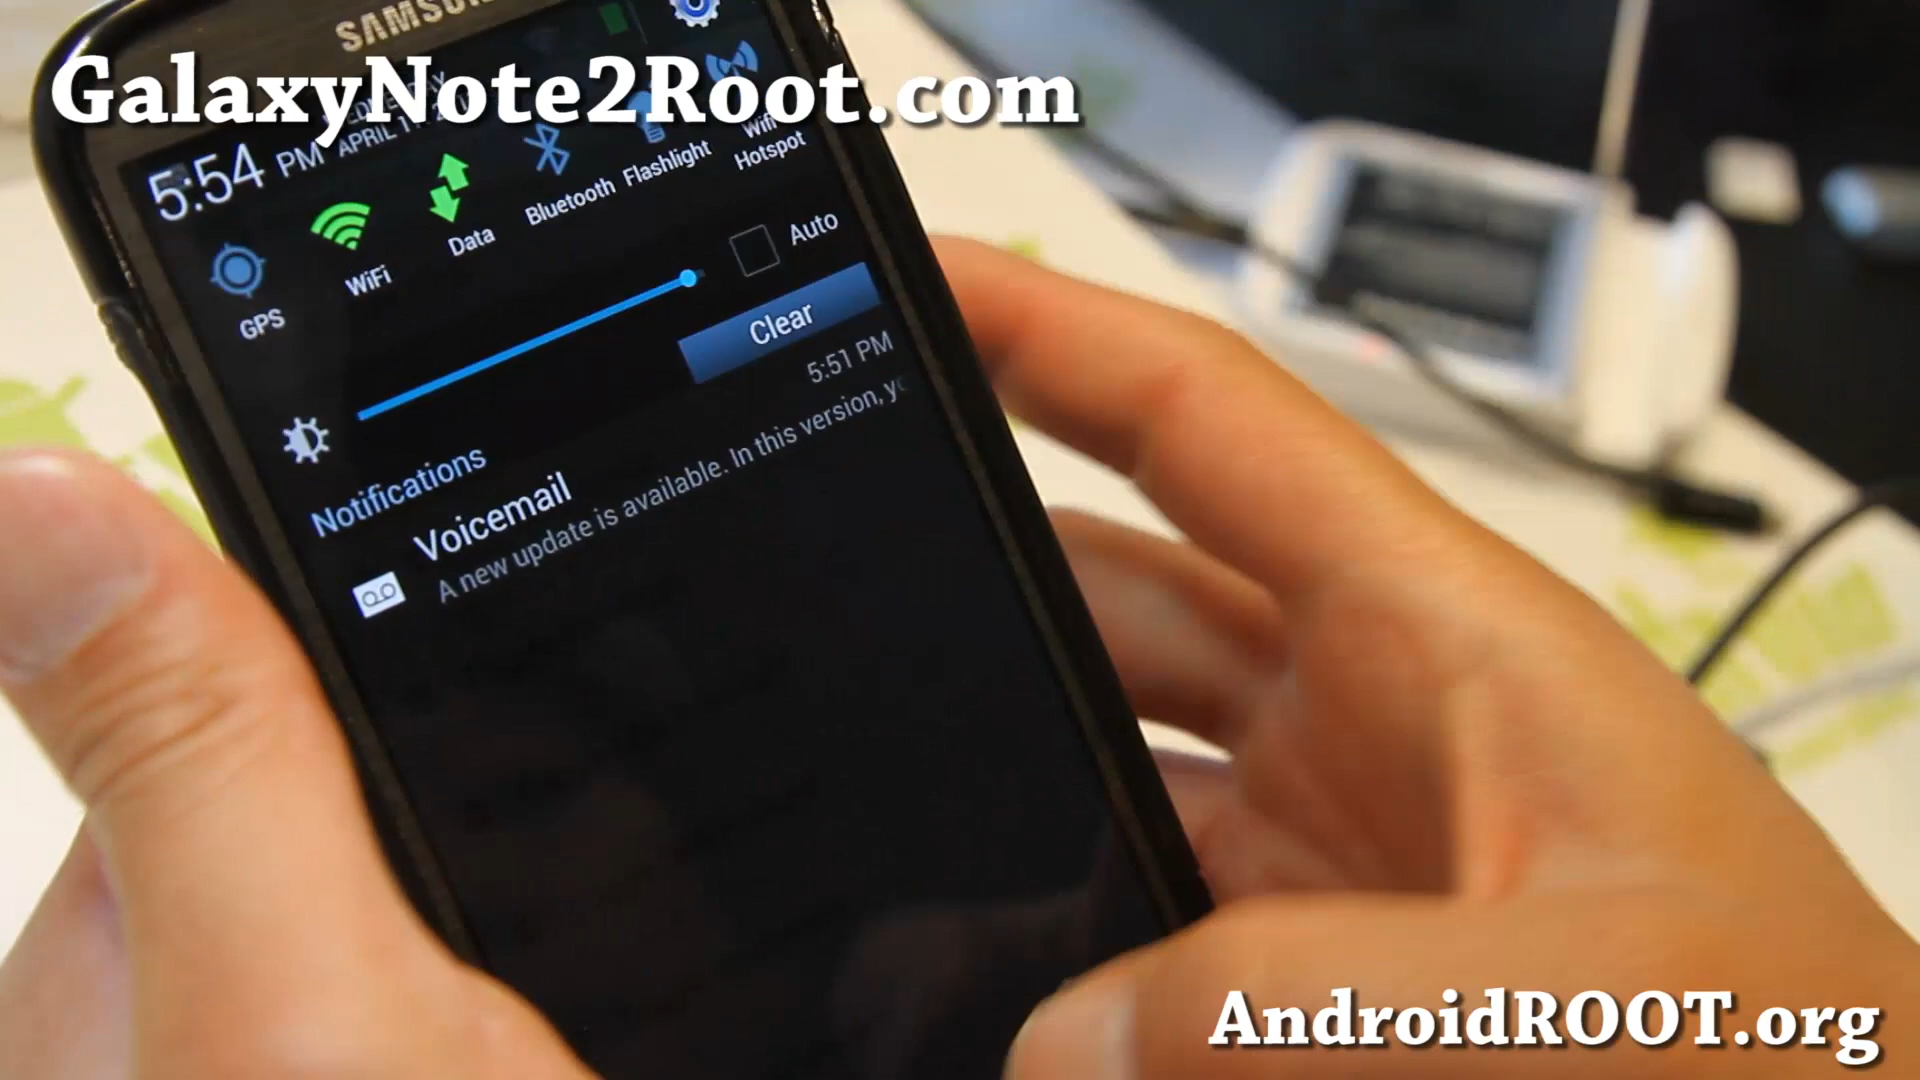 SAMSUNG
GalaxyNote2Root.com
5:54 PM
APRIL
GPS
WiFi
Data
Bluetooth
Flashlight
Wifi
Hotspot
Auto
Clear
Notifications
5:51 PM
Voicemail
A new update is available. In this version,
AndroidROOT.org